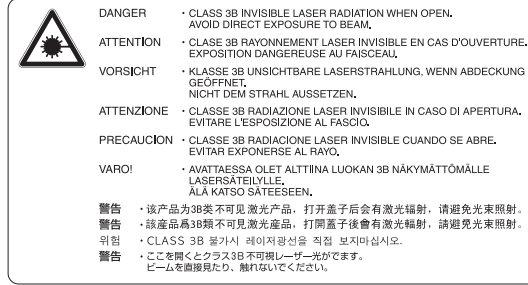 DANGER ・CLASS 3B INVISIBLE LASER RADIATION WHEN OPEN.
AVOID DIRECT EXPOSURE TO BEAM.
ATTENTION ・CLASE 3B RAYONNEMENT LASER INVISIBLE EN CAS D'OUVERTURE.
EXPOSITION DANGEREUSE AU FAISCEAU.
VORSICHT ・KLASSE 3B UNSICHTBARE LASERSTRAHLUNG, WENN ABDECKUNG
GEÖFFNET.
NICHT DEM STRAHL AUSSETZEN.
ATTENZIONE ・CLASSE 3B RADIAZIONE LASER INVISIBILE IN CASO DI APERTURA.
EVITARE L'ESPOSIZIONE AL FASCIO.
PRECAUCION ・CLASSE 3B RADIACIONE LASER INVISIBLE CUANDO SE ABRE.
EVITAR EXPONERSE AL RAYO.
VARO! ・AVATTAESSA OLET ALTTIINA LUOKAN 3B NÄKYMÄTTÖMÄLLE
LASERSÄTEILYLLE.
ÄLÄ KATSO SÄTEESEEN.
警告 ・该产品为3B类不可见激光产品，打开盖子后会有激光辐射，请避免光束照射。
警告 ・該産品爲3B類不可見激光産品，打開蓋子後會有激光輻射，請避免光束照射。
위험 ・CLASS 3B 불가시 레이저광선을 직접 보지마십시오.
警告 ・ここを開くとクラス3B不可視レーザー光がでます。
ビームを直接見たり、触れないでください。